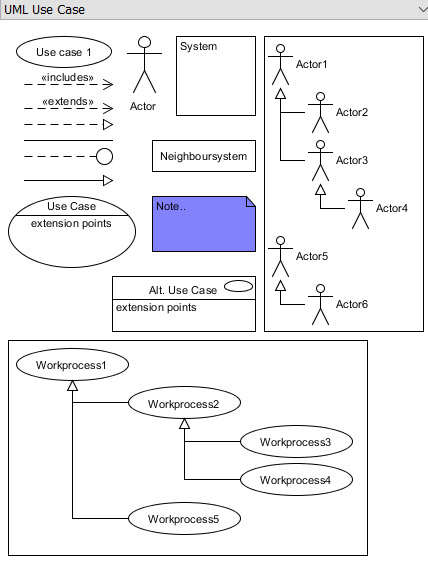 UML Use Case
Use case 1
«includes»
«extends»
Actor
System
Neighboursystem
Use Case
extension points
Note..
Alt. Use Case
extension points
Actor1
Actor2
Actor3
Actor4
Actor5
Actor6
Workprocess1
Workprocess2
Workprocess3
Workprocess4
Workprocess5